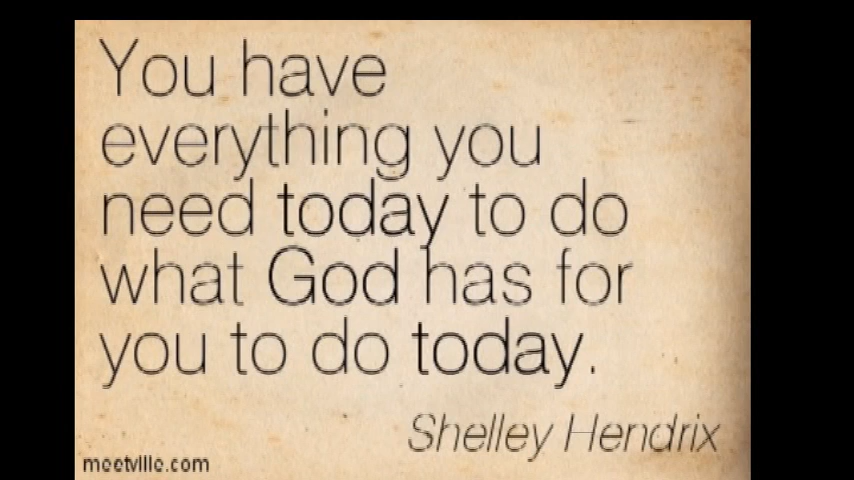 You have
everything you
need today to do
what God has for
you to do today.
Shelley Hendrix
meetville.com